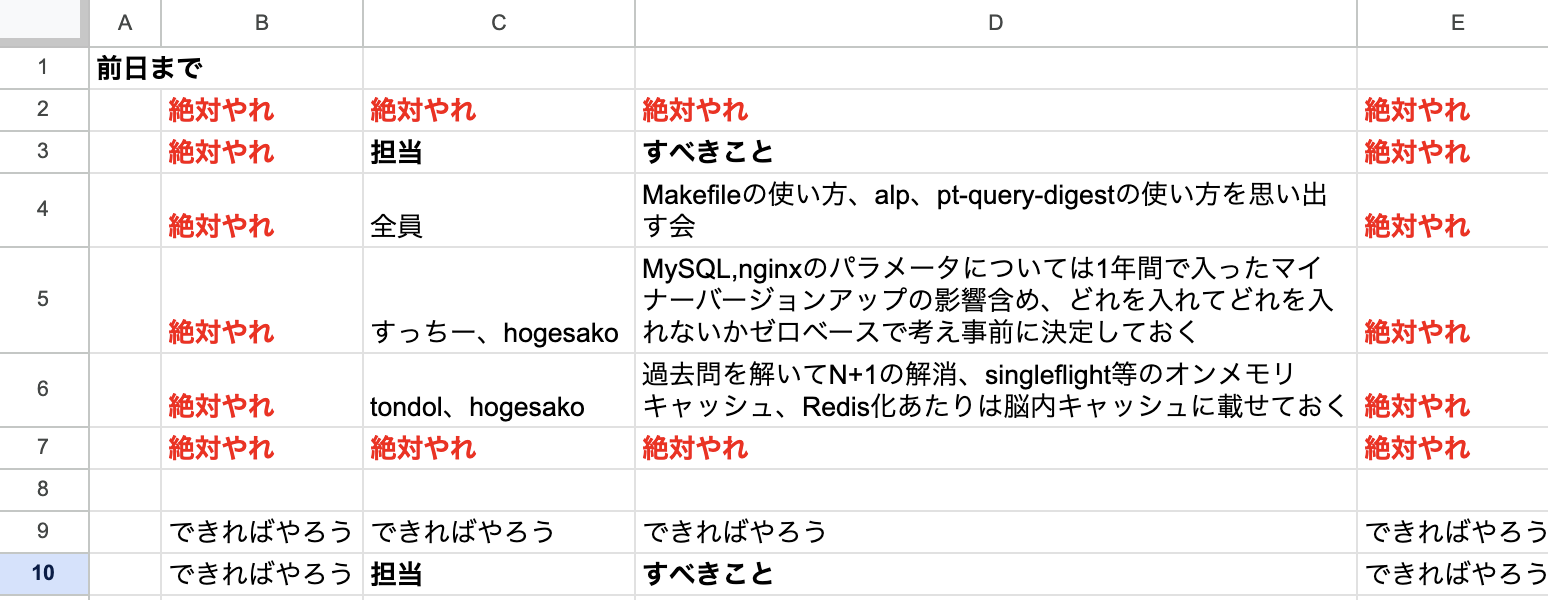 A B C D E
1 前日まで
2 絶対やれ 絶対やれ 絶対やれ 絶対やれ
3 絶対やれ 担当 すべきこと 絶対やれ
Makefileの使い方、alp、pt-query-digestの使い方を思い出
4 絶対やれ 全員 す会 絶対やれ
MySQL,nginxのパラメータについては1年間で入ったマイ
ナーバージョンアップの影響含め、どれを入れてどれを入
5 絶対やれ すっちー、hogesako れないかゼロベースで考え事前に決定しておく 絶対やれ
過去問を解いてN+1の解消、singleflight等のオンメモリ
6 絶対やれ tondol、hogesako キャッシュ、Redis化あたりは脳内キャッシュに載せておく 絶対やれ
7 絶対やれ 絶対やれ 絶対やれ 絶対やれ
8
9 できればやろう できればやろう できればやろう できればやろう
10 できればやろう 担当 すべきこと できればやろう